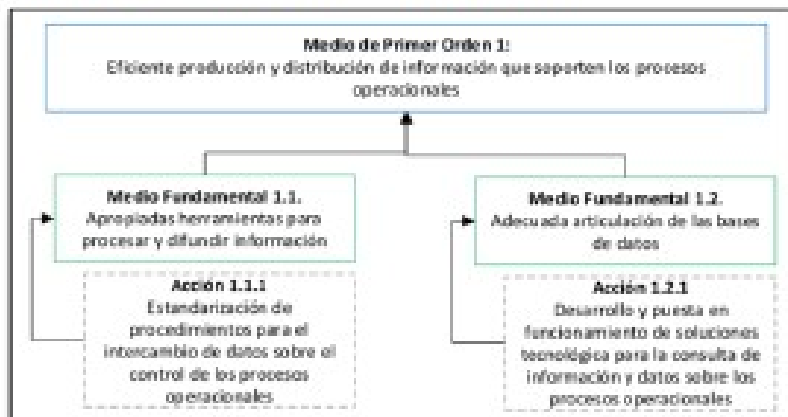 Medio de Primer Orden 1:
Eficiente producción y distribución de información que soporten los procesos
operacionales
Medio Fundamental 1.1.
Apropiadas herramientas para
procesar y difundir información
Medio Fundamental 1.2.
Adecuada articulación de las bases
de datos
Acción 1.1.1
Estandarización de
procedimientos para el
intercambio de datos sobre el
control de los procesos
operacionales
Acción 1.2.1
Desarrollo y puesta en
funcionamiento de soluciones
tecnológica para la consulta de
información y datos sobre los
procesos operacionales